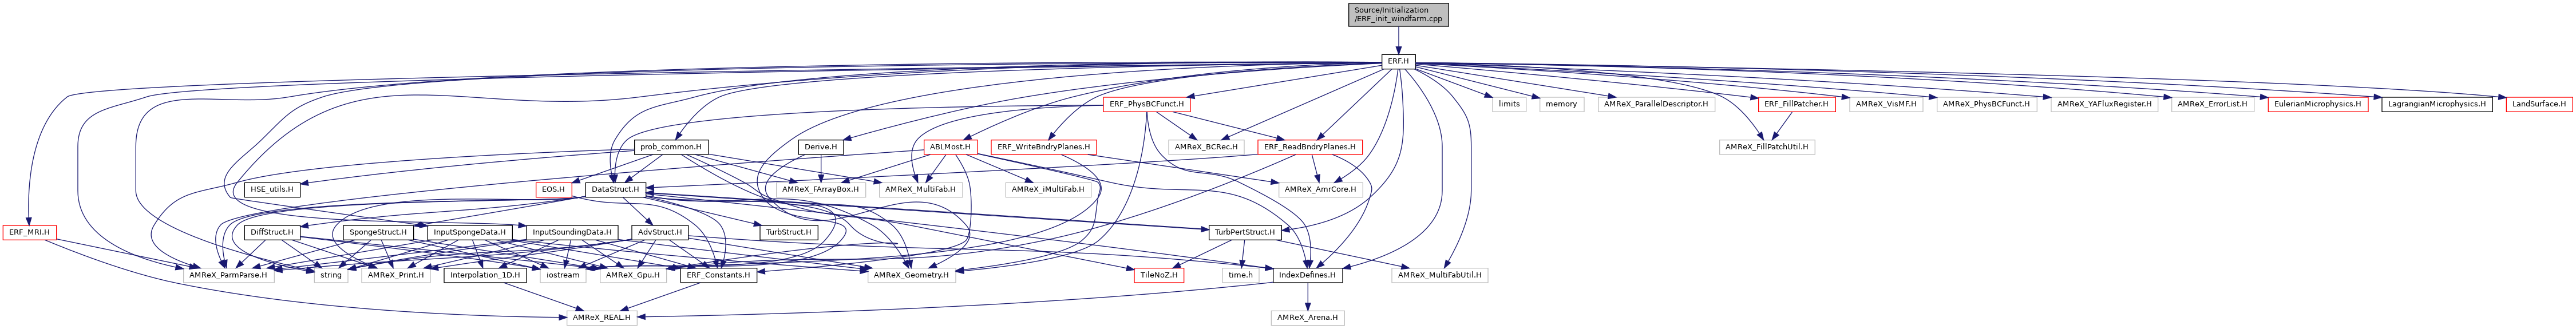 Source/Initialization
/ERF_init_windfarm.cpp
ERF.H
ERF_PhysBCFunct.H
limits
memory
AMReX_ParallelDescriptor.H
ERF_FillPatcher.H
AMReX_VisMF.H
AMReX_PhysBCFunct.H
AMReX_YAFluxRegister.H
AMReX_ErrorList.H
EulerianMicrophysics.H
LagrangianMicrophysics.H
LandSurface.H
prob_common.H
Derive.H
ABLMost.H
ERF_WriteBndryPlanes.H
AMReX_BCRec.H
ERF_ReadBndryPlanes.H
AMReX_FillPatchUtil.H
HSE_utils.H
EOS.H
DataStruct.H
AMReX_FArrayBox.H
AMReX_MultiFab.H
AMReX_iMultiFab.H
AMReX_AmrCore.H
ERF_MRI.H
DiffStruct.H
SpongeStruct.H
InputSpongeData.H
InputSoundingData.H
AdvStruct.H
TurbStruct.H
TurbPertStruct.H
AMReX_ParmParse.H
string
AMReX_Print.H
Interpolation_1D.H
iostream
AMReX_Gpu.H
ERF_Constants.H
AMReX_Geometry.H
TileNoZ.H
time.h
IndexDefines.H
AMReX_MultiFabUtil.H
AMReX_REAL.H
AMReX_Arena.H